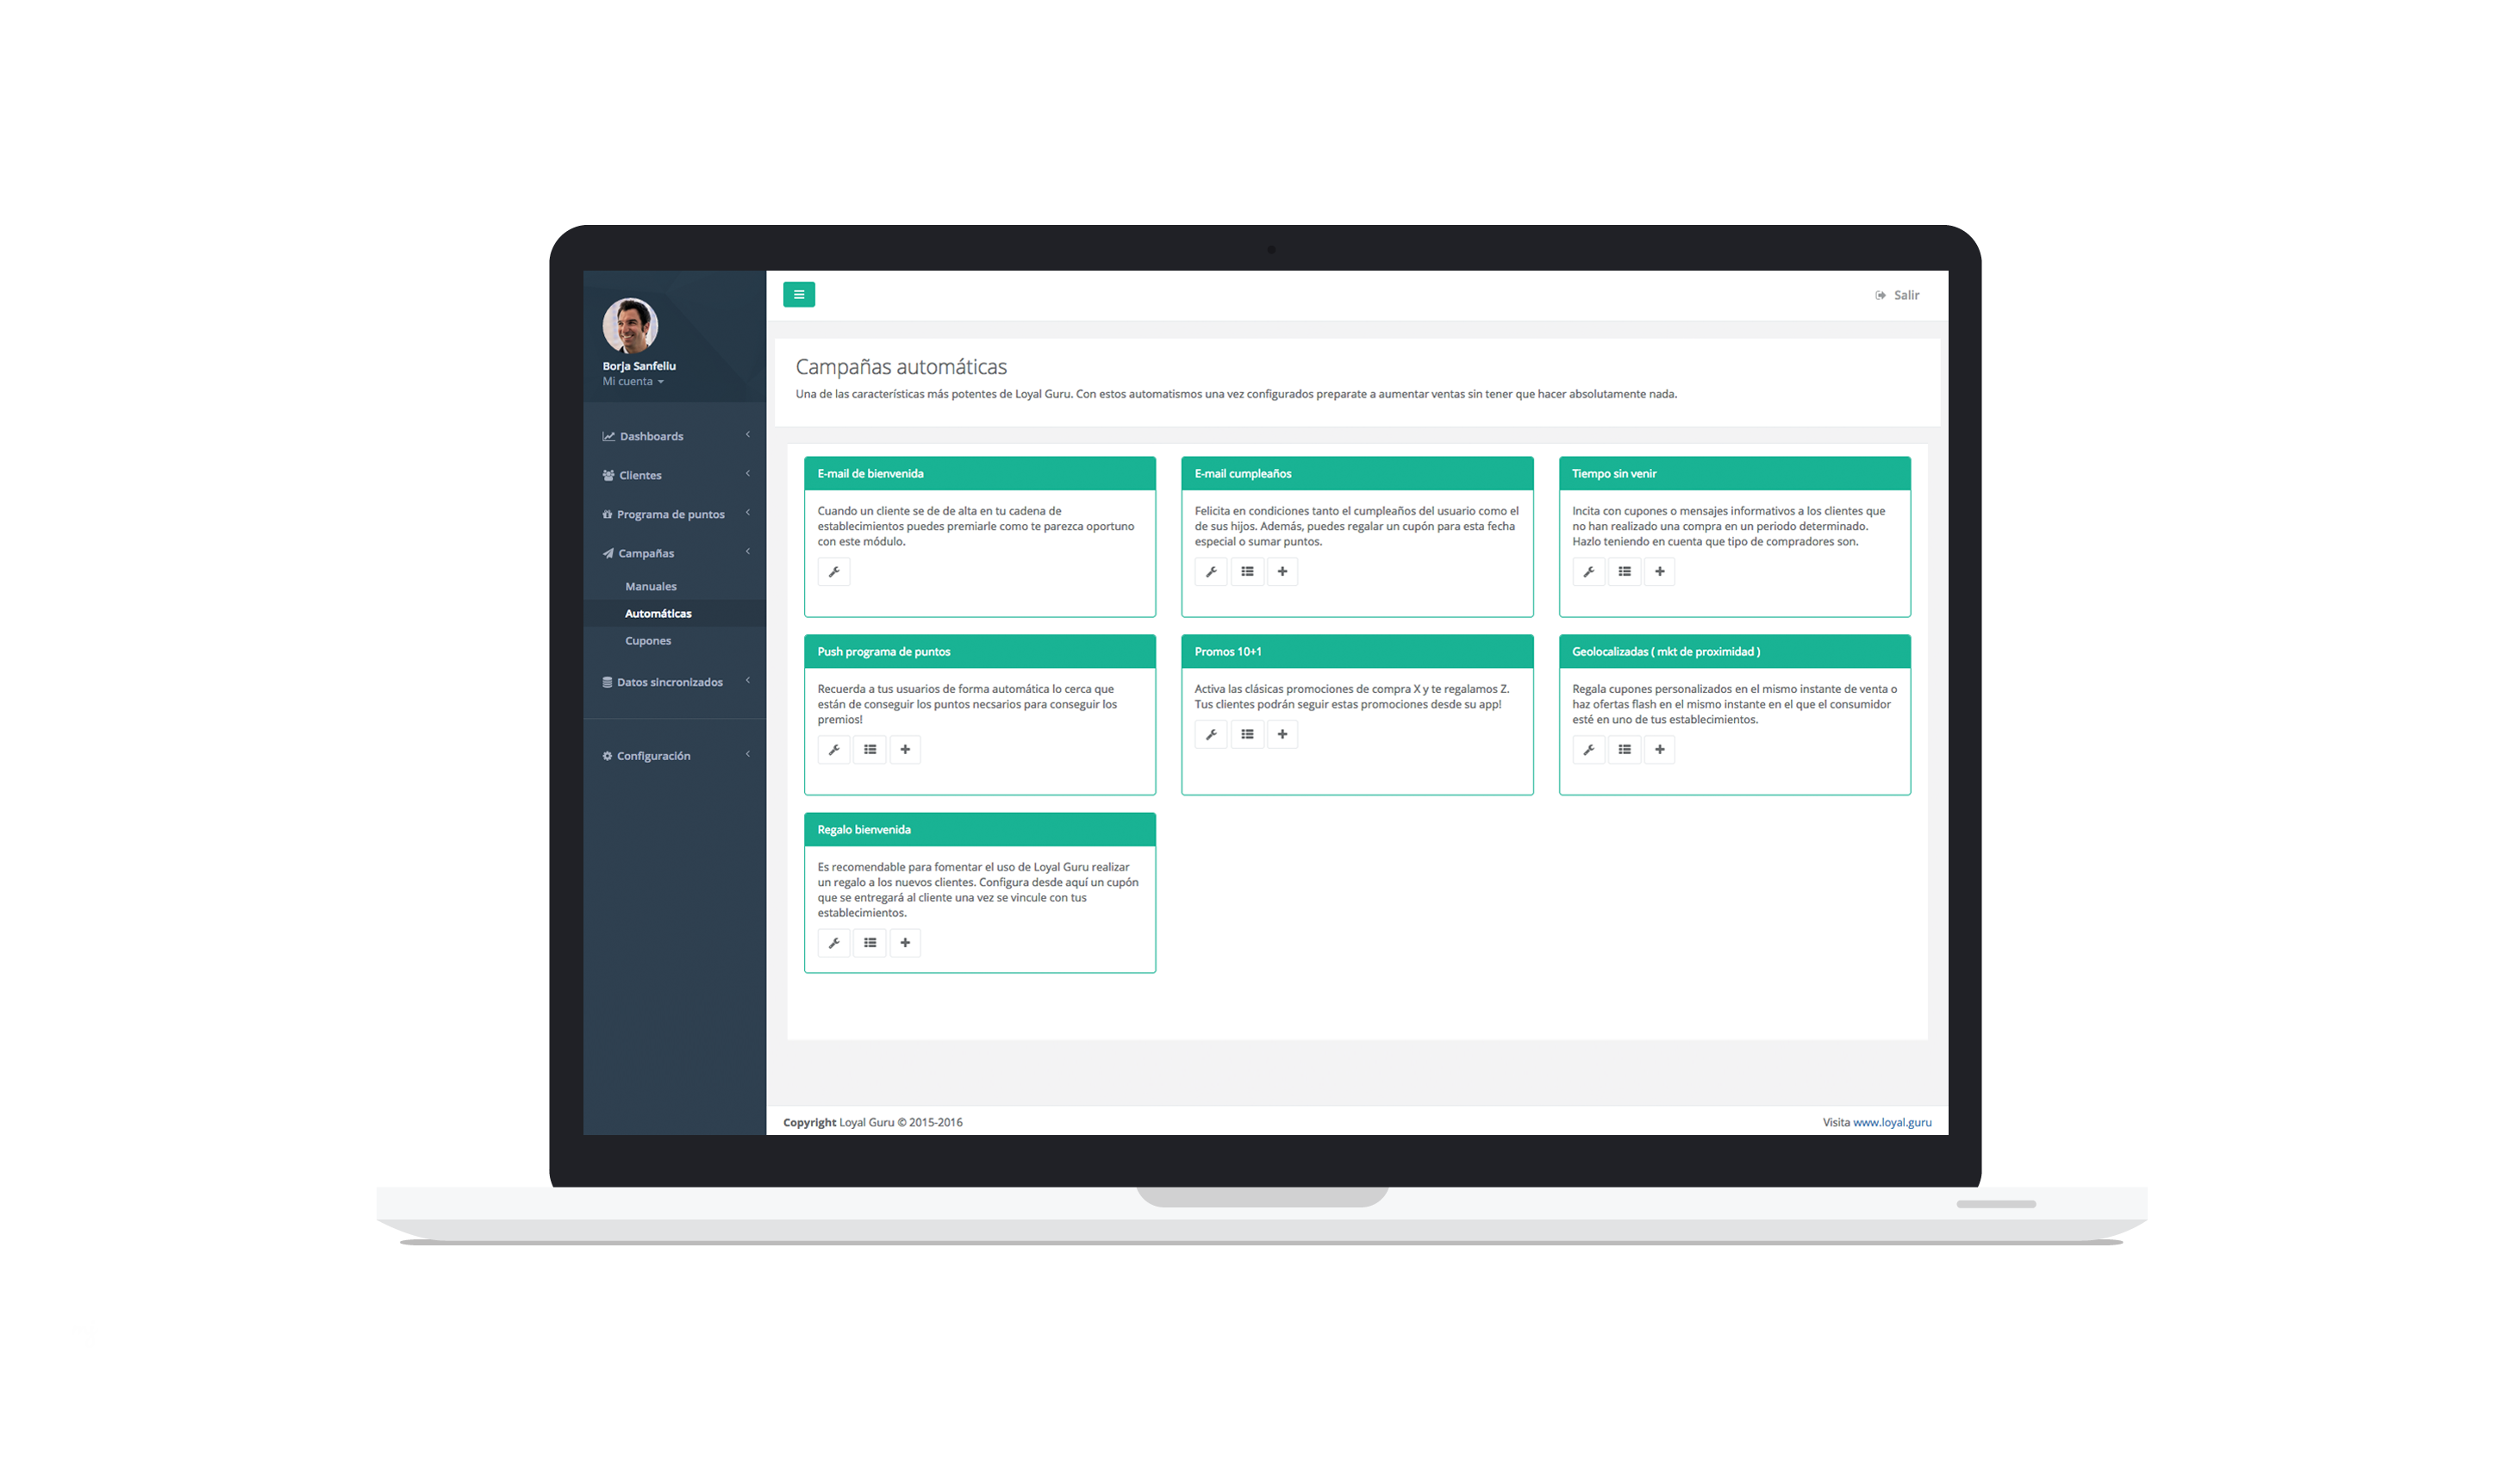 Borja Sanfeliu
Mi cuenta
Dashboards
Clientes
Programa de puntos
Campañas
Manuales
Automáticas
Cupones
Datos sincronizados
Configuración
Salir
Campañas automáticas
Una de las características más potentes de Loyal Guru. Con estos automatismos una vez configurados preparate a aumentar ventas sin tener que hacer absolutamente nada.
E-mail de bienvenida
Cuando un cliente se de de alta en tu cadena de
establecimientos puedes premiarle como te parezca oportuno
con este módulo.
E-mail cumpleaños
Felicita en condiciones tanto el cumpleaños del usuario como el
de sus hijos. Además, puedes regalar un cupón para esta fecha
especial o sumar puntos.
Tiempo sin venir
Incita con cupones o mensajes informativos a los clientes que
no han realizado una compra en un periodo determinado.
Hazlo teniendo en cuenta que tipo de compradores son.
Push programa de puntos
Recuerda a tus usuarios de forma automática lo cerca que
están de conseguir los puntos necsarios para conseguir los
premios!
Promos 10+1
Activa las clásicas promociones de compra X y te regalamos Z.
Tus clientes podrán seguir estas promociones desde su app!
Geolocalizadas ( mkt de proximidad )
Regala cupones personalizados en el mismo instante de venta o
haz ofertas flash en el mismo instante en el que el consumidor
esté en uno de tus establecimientos.
Regalo bienvenida
Es recomendable para fomentar el uso de Loyal Guru realizar
un regalo a los nuevos clientes. Configura desde aquí un cupón
que se entregará al cliente una vez se vincule con tus
establecimientos.
Copyright Loyal Guru © 2015-2016
Visita www.loyal.guru